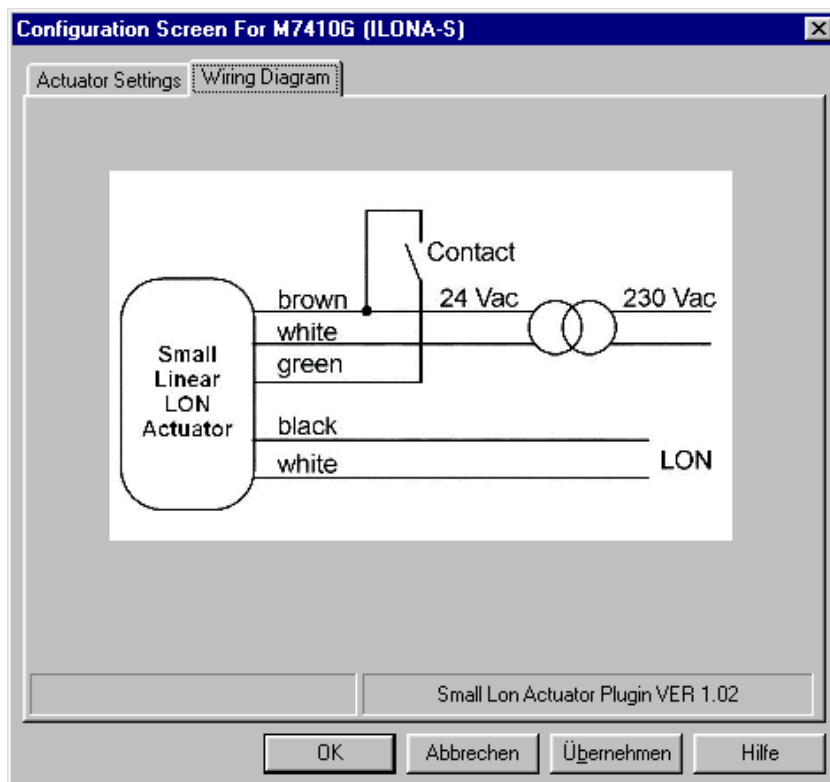 Configuration Screen For M7410G (ILONA-S)
Actuator Settings
Wiring Diagram
Contact
brown
24 Vac
230 Vac
white
green
Small
Linear
LON
Actuator
black
white
LON
Small Lon Actuator Plugin VER 1.02
OK
Abbrechen
Übernehmen
Hilfe